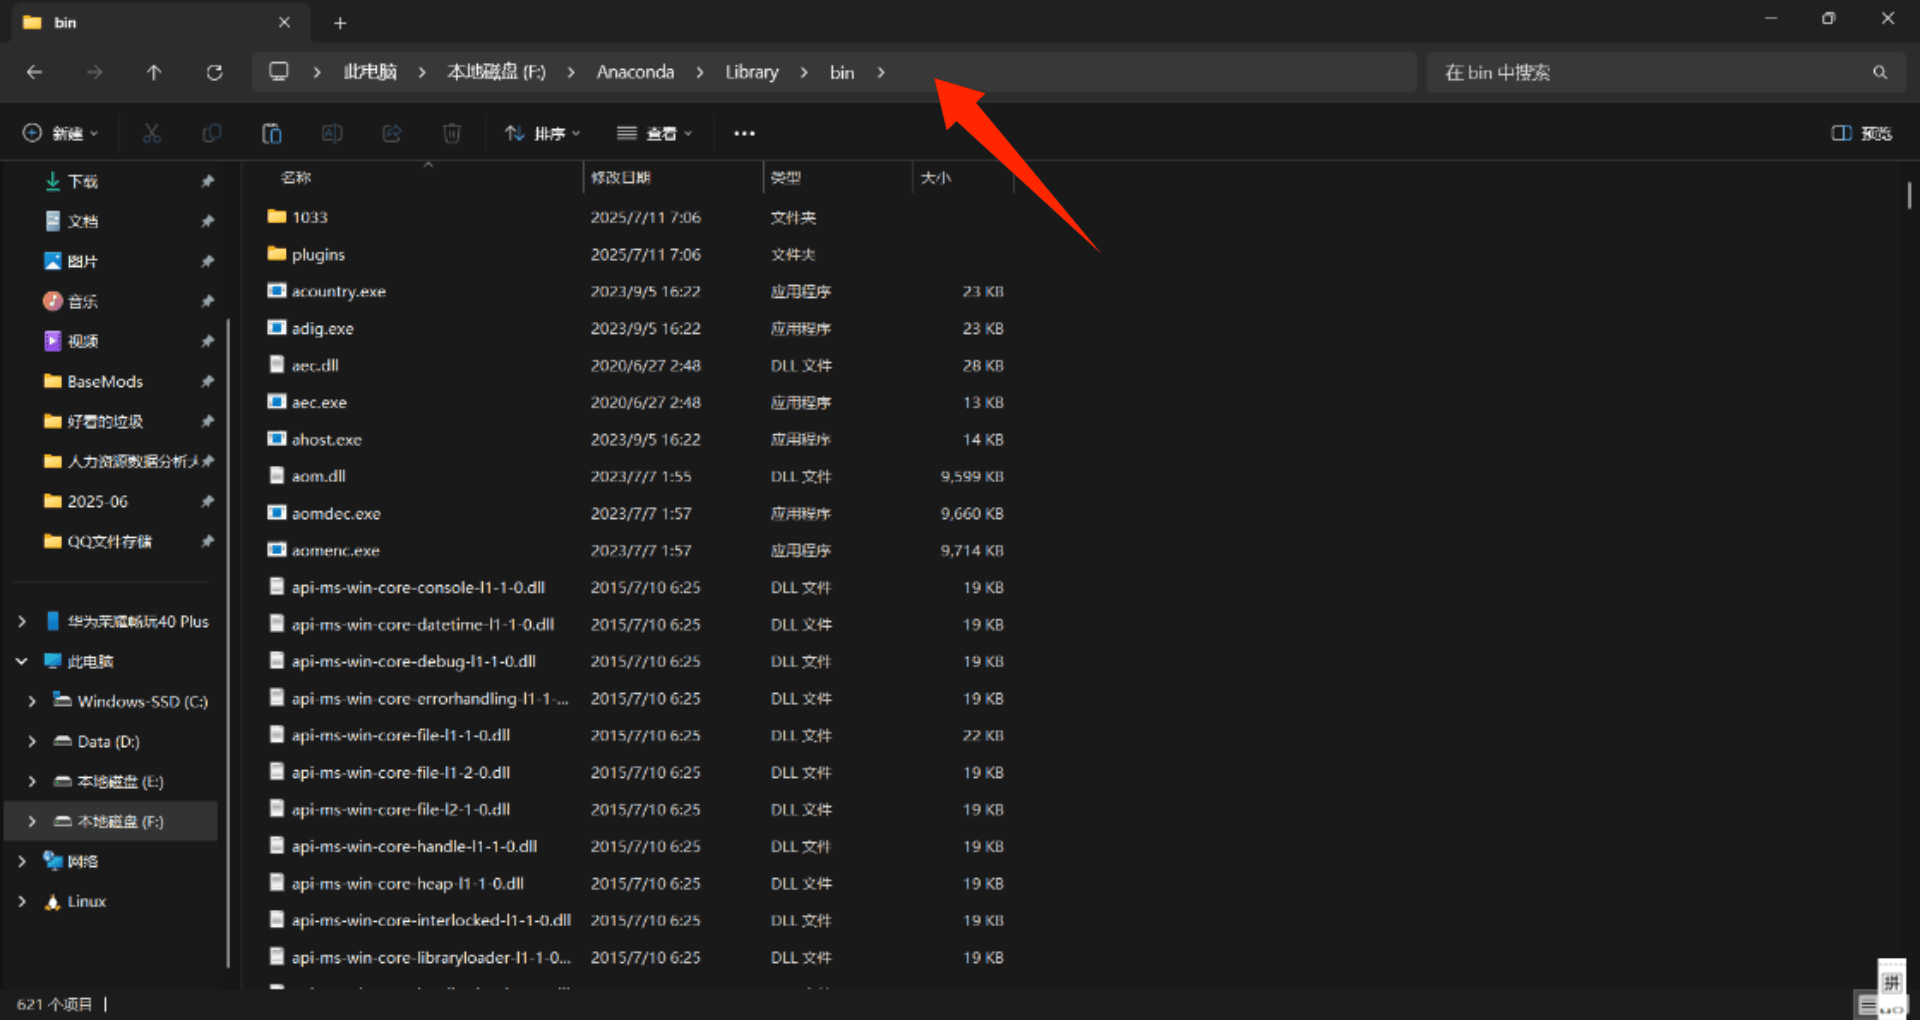 bin
此电脑 本地磁盘 (F:) Anaconda Library bin
在 bin 中搜索
新建 排序 查看 ••• 预览
下载
文档
图片
音乐
视频
BaseMods
好看的垃圾
人力资源数据分析
2025-06
QQ文件存储
华为荣耀畅玩40 Plus
此电脑
Windows-SSD (C:)
Data (D:)
本地磁盘 (E:)
本地磁盘 (F:)
网络
Linux
名称 修改日期 类型 大小
1033 2025/7/11 7:06 文件夹
plugins 2025/7/11 7:06 文件夹
acountry.exe 2023/9/5 16:22 应用程序 23 KB
adig.exe 2023/9/5 16:22 应用程序 23 KB
aec.dll 2020/6/27 2:48 DLL 文件 28 KB
aec.exe 2020/6/27 2:48 应用程序 13 KB
ahost.exe 2023/9/5 16:22 应用程序 14 KB
aom.dll 2023/7/7 1:55 DLL 文件 9,599 KB
aomdec.exe 2023/7/7 1:57 应用程序 9,660 KB
aomenc.exe 2023/7/7 1:57 应用程序 9,714 KB
api-ms-win-core-console-l1-1-0.dll 2015/7/10 6:25 DLL 文件 19 KB
api-ms-win-core-datetime-l1-1-0.dll 2015/7/10 6:25 DLL 文件 19 KB
api-ms-win-core-debug-l1-1-0.dll 2015/7/10 6:25 DLL 文件 19 KB
api-ms-win-core-errorhandling-l1-1-... 2015/7/10 6:25 DLL 文件 19 KB
api-ms-win-core-file-l1-1-0.dll 2015/7/10 6:25 DLL 文件 22 KB
api-ms-win-core-file-l1-2-0.dll 2015/7/10 6:25 DLL 文件 19 KB
api-ms-win-core-file-l2-1-0.dll 2015/7/10 6:25 DLL 文件 19 KB
api-ms-win-core-handle-l1-1-0.dll 2015/7/10 6:25 DLL 文件 19 KB
api-ms-win-core-heap-l1-1-0.dll 2015/7/10 6:25 DLL 文件 19 KB
api-ms-win-core-interlocked-l1-1-0.dll 2015/7/10 6:25 DLL 文件 19 KB
api-ms-win-core-libraryloader-l1-1-0... 2015/7/10 6:25 DLL 文件 19 KB
621 个项目
拼